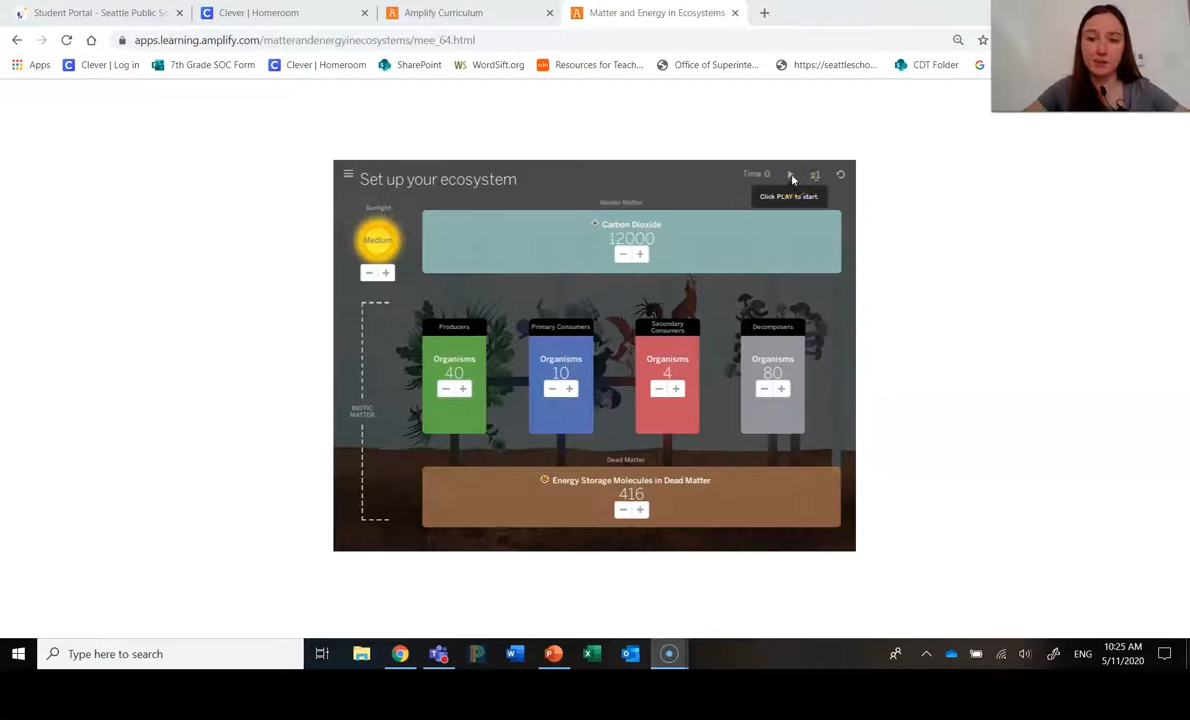 Student Portal - Seattle Public Sc
Clever | Homeroom
Amplify Curriculum
Matter and Energy in Ecosystems
apps.learning.amplify.com/matterandenergyinecosystems/mee_64.html
Apps
Clever | Log in
7th Grade SOC Form
Clever | Homeroom
SharePoint
WordSift.org
Resources for Teach...
Office of Superinte...
https://seattlescho...
CDT Folder
Set up your ecosystem
Time 0
Click PLAY to start.
Sunlight
Medium
Abiotic Matter
Carbon Dioxide
12000
Producers
Primary Consumers
Secondary
Consumers
Decomposers
Organisms
40
Organisms
10
Organisms
4
Organisms
80
BIOTIC
MATTER
Dead Matter
Energy Storage Molecules in Dead Matter
416
Type here to search
ENG
10:25 AM
5/11/2020